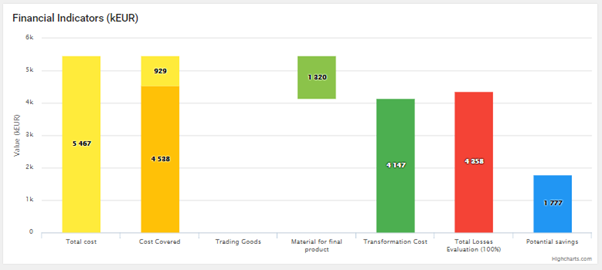 Financial Indicators (kEUR)
6k
5k
4k
3k
2k
1k
0
Value (kEUR)
5 467
929
4 538
1 320
4 147
4 358
1 777
Total cost
Cost Covered
Trading Goods
Material for final
product
Transformation Cost
Total Losses
Evaluation (100%)
Potential savings
Highcharts.com